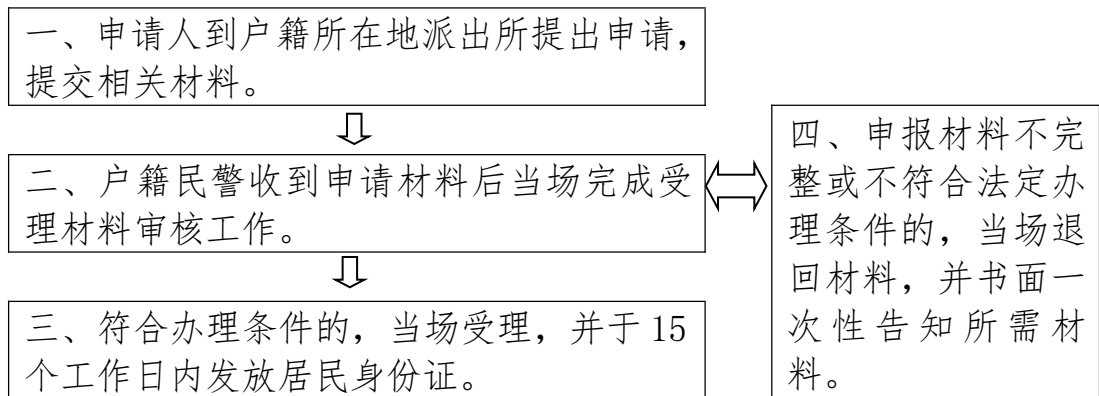 一、申请人到户籍所在地派出所提出申请，
提交相关材料。
二、户籍民警收到申请材料后当场完成受
理材料审核工作。
三、符合办理条件的，当场受理，并于 15
个工作日内发放居民身份证。
四、申报材料不完
整或不符合法定办
理条件的，当场退
回材料，并书面一
次性告知所需材
料。